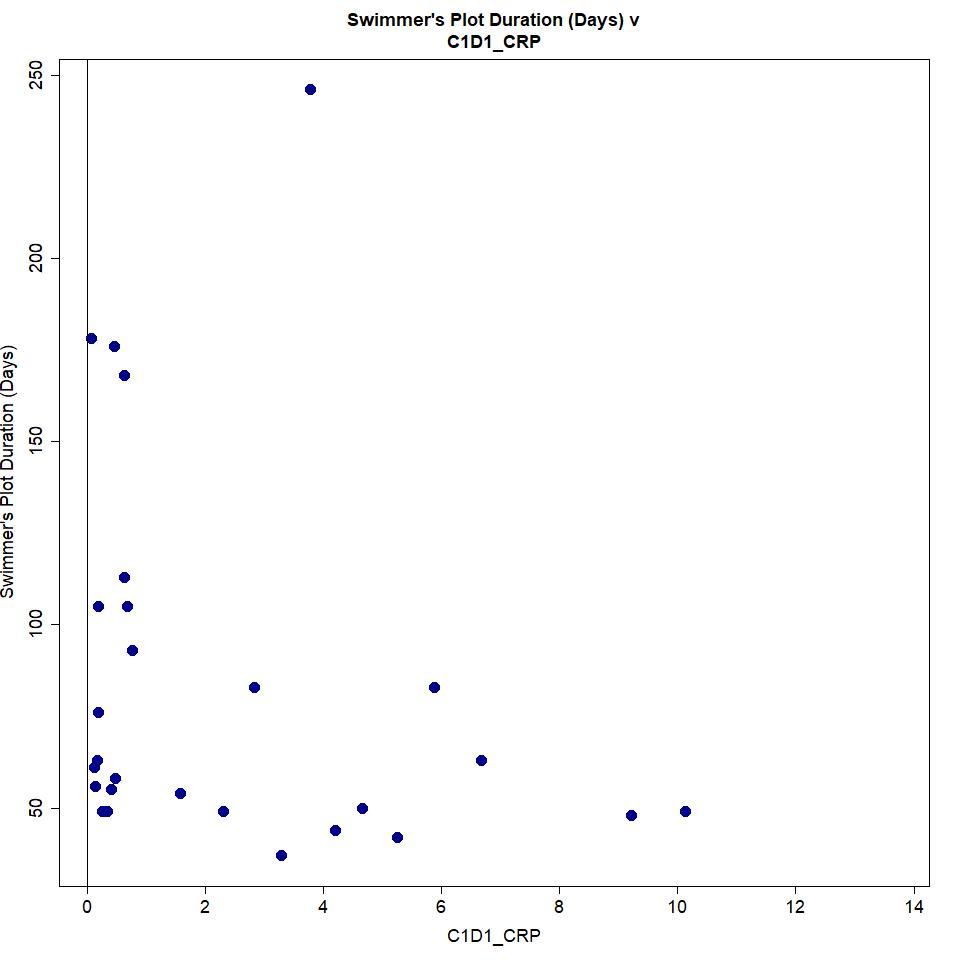 Swimmer's Plot Duration (Days) v
C1D1_CRP
250
200
150
100
50
Swimmer's Plot Duration (Days)
0 2 4 6 8 10 12 14
C1D1_CRP